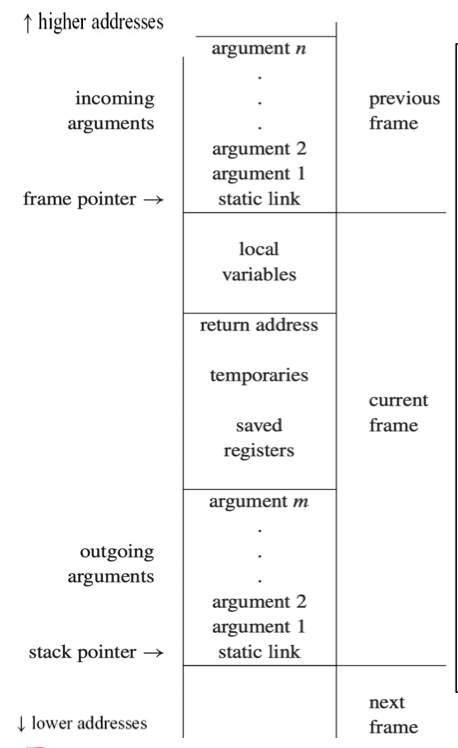 ↑ higher addresses
argument n
.
incoming
arguments
.
.
previous
frame
argument 2
argument 1
frame pointer →
static link
local
variables
return address
temporaries
saved
registers
current
frame
argument m
.
outgoing
arguments
.
.
argument 2
argument 1
stack pointer →
static link
next
frame
↓ lower addresses